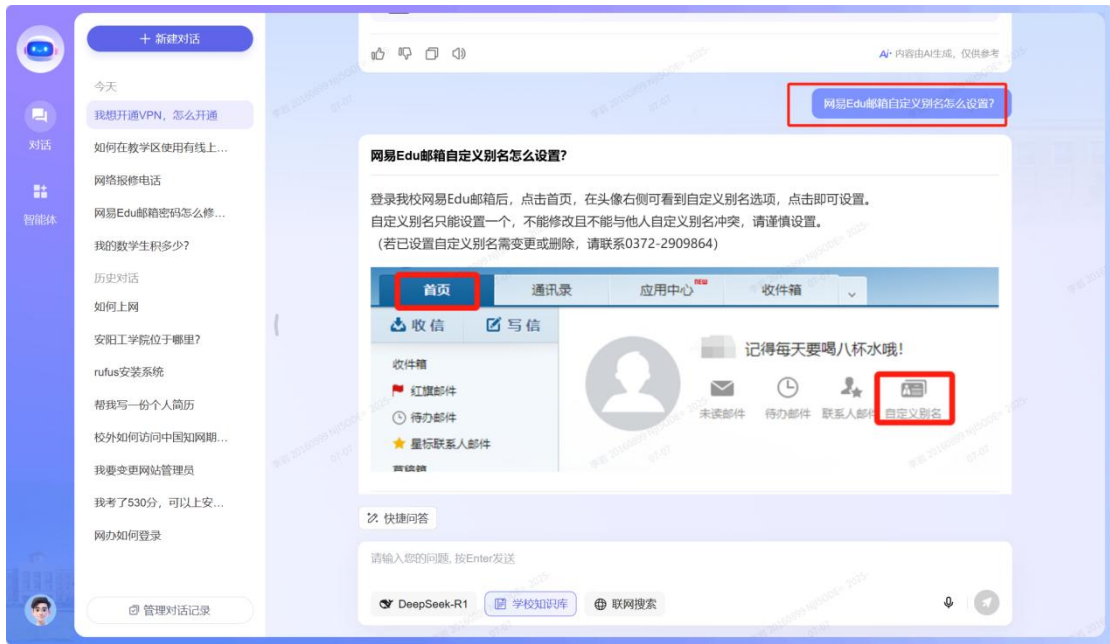 + 新建对话
今天
我想开通VPN，怎么开通
如何在教学区使用有线上...
网络报修电话
网易Edu邮箱密码怎么修...
我的数学生积多少?
历史对话
如何上网
安阳工学院位于哪里?
rufus安装系统
帮我写一份个人简历
校外如何访问中国知网期...
我要变更网站管理员
我考了530分，可以上安...
网办如何登录
管理对话记录
对话
智能体
Ai· 内容由AI生成，仅供参考
网易Edu邮箱自定义别名怎么设置?
网易Edu邮箱自定义别名怎么设置?
登录我校网易Edu邮箱后，点击首页，在头像右侧可看到自定义别名选项，点击即可设置。
自定义别名只能设置一个，不能修改且不能与他人自定义别名冲突，请谨慎设置。
（若已设置自定义别名需变更或删除，请联系0372-2909864）
首页 通讯录 应用中心 NEW 收件箱
收信 写信
收件箱
红旗邮件
待办邮件
星标联系人邮件
草稿箱
记得每天要喝八杯水哦!
未读邮件 待办邮件 联系人邮件 自定义别名
快捷问答
请输入您的问题, 按Enter发送
DeepSeek-R1 学校知识库 联网搜索